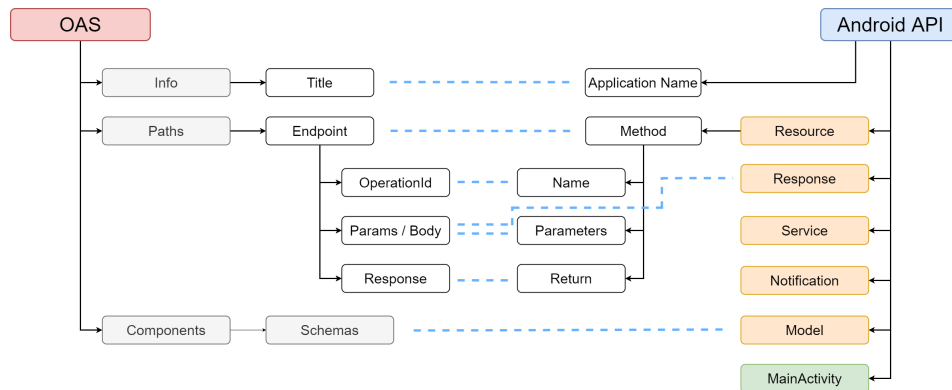 OAS
Android API
Info
Title
Application Name
Paths
Endpoint
Method
Resource
OperationId
Name
Response
Params / Body
Parameters
Service
Response
Return
Notification
Components
Schemas
Model
MainActivity